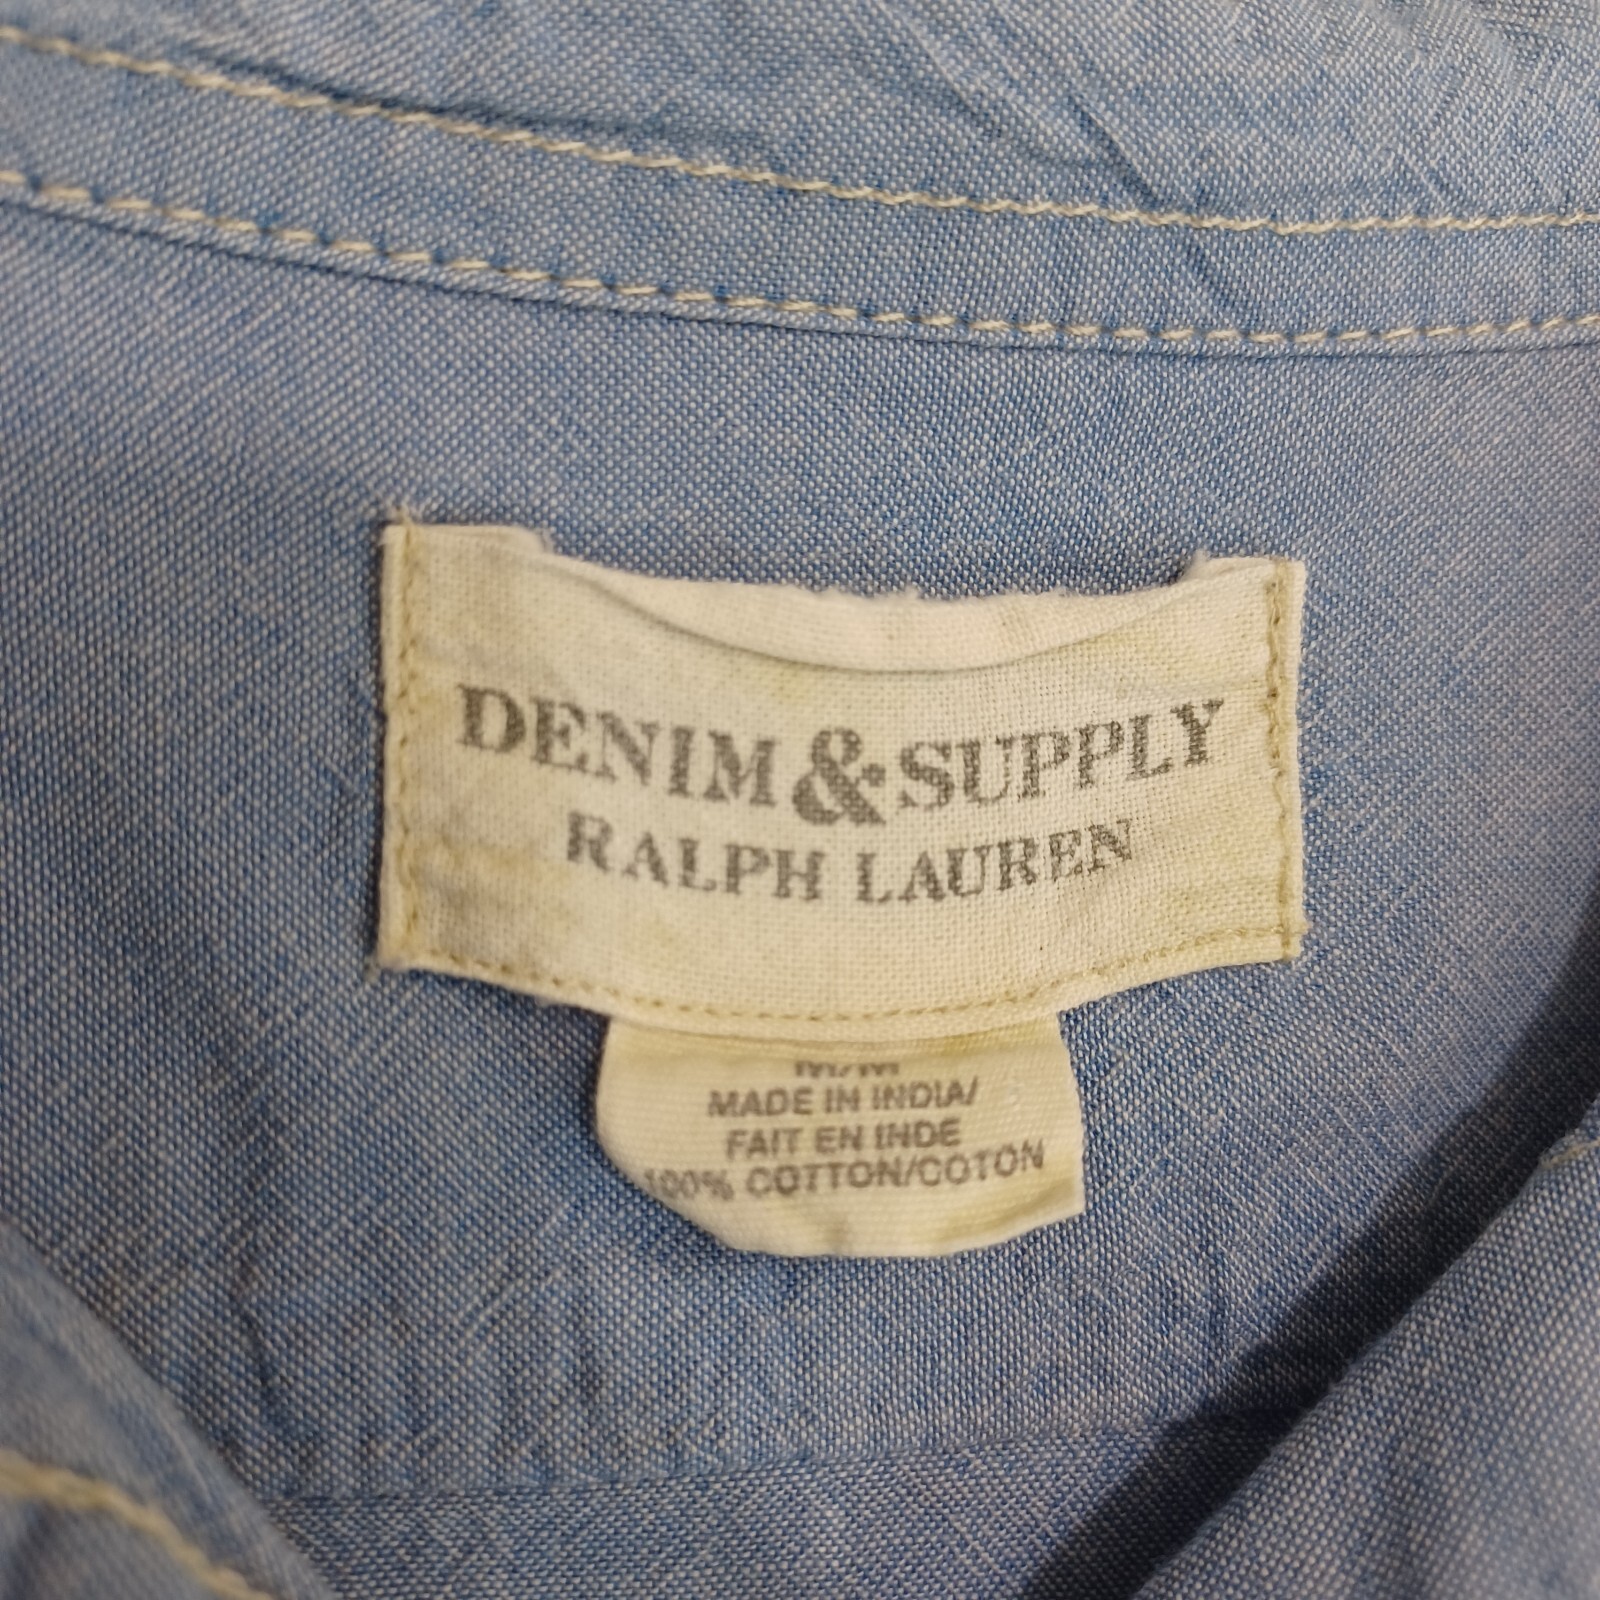 DENIM & SUPPLY
RALPH LAUREN
M/M
MADE IN INDIA/
FAIT EN INDE
100% COTTON/COTON